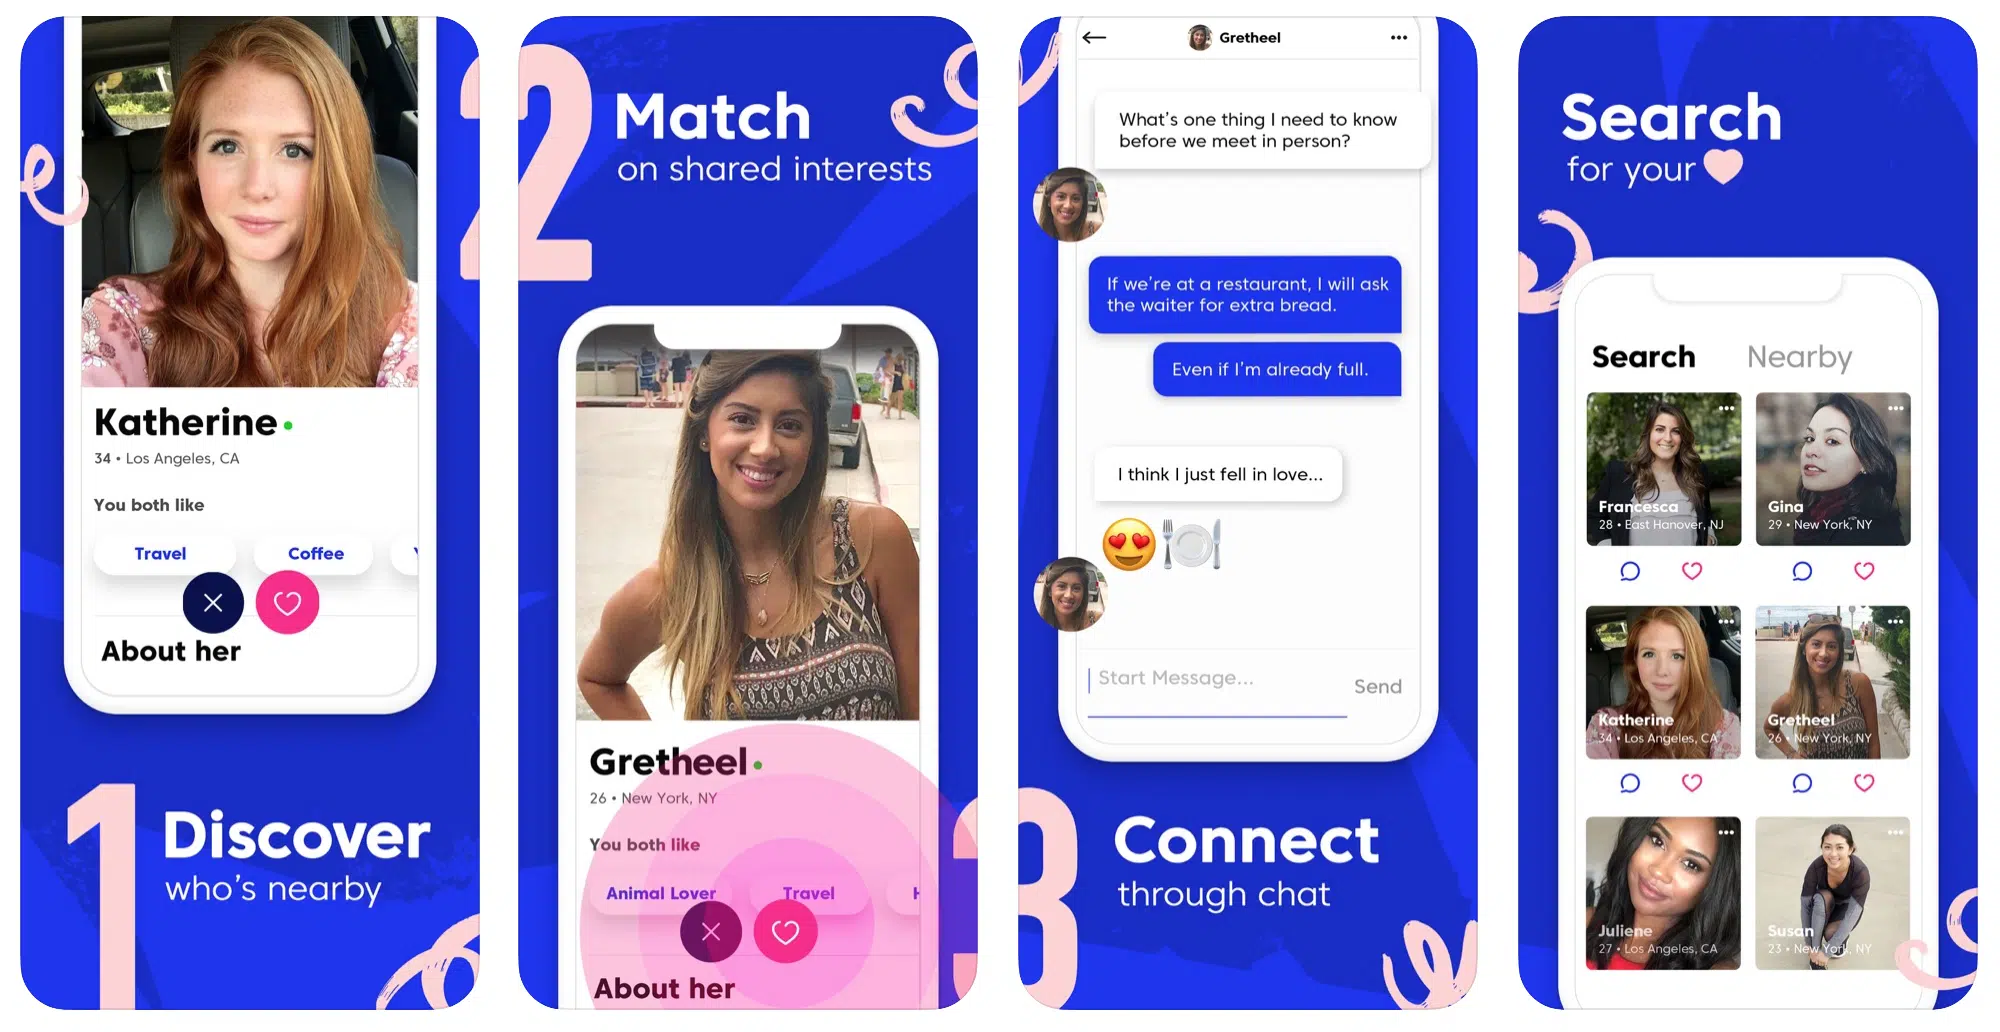 Katherine
34 • Los Angeles, CA
You both like
Travel
Coffee
About her
1
Discover
who's nearby
2
Match
on shared interests
Gretheel
26 • New York, NY
You both like
Animal Lover
Travel
H
About her
Gretheel
What's one thing I need to know
before we meet in person?
If we're at a restaurant, I will ask
the waiter for extra bread.
Even if I'm already full.
I think I just fell in love...
Start Message...
Send
3
Connect
through chat
Search
for your
Search
Nearby
Francesca
28 • East Hanover, NJ
Gina
29 • New York, NY
Katherine
34 • Los Angeles, CA
Gretheel
26 • New York, NY
Juliene
27 • Los Angeles, CA
Susan
23 • New York, NY